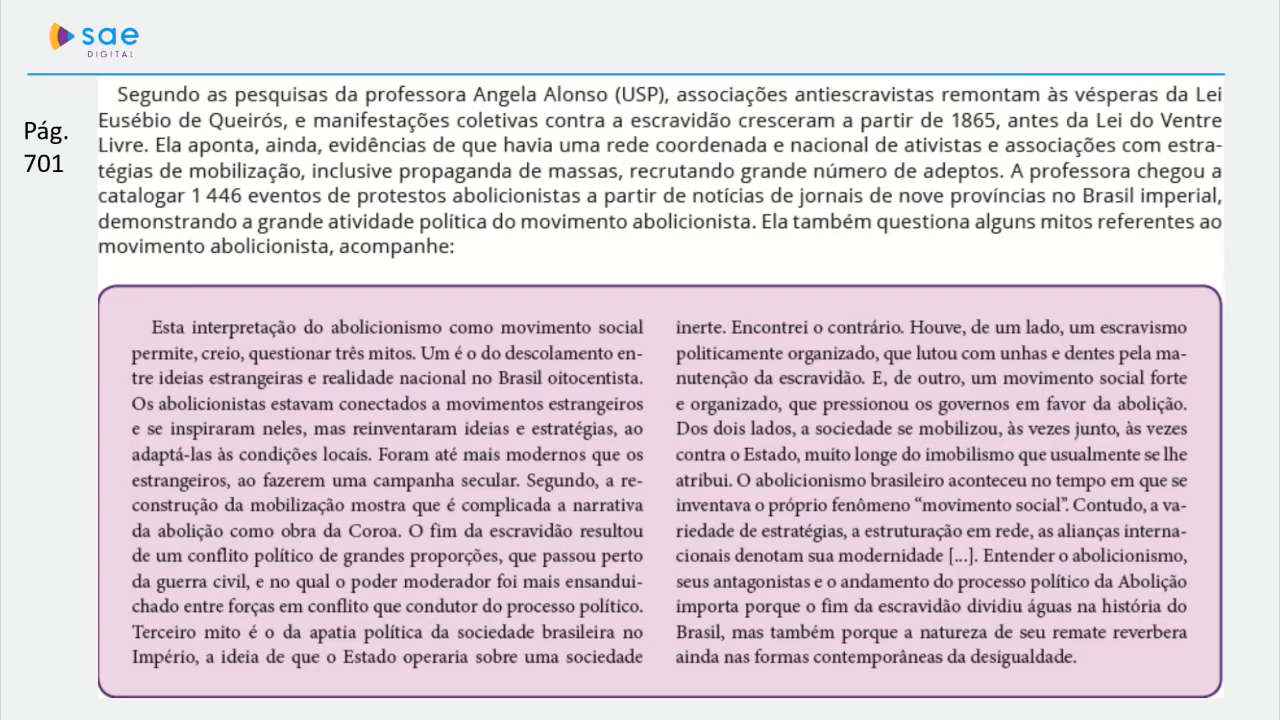 sae
DIGITAL
Pág.
701
Segundo as pesquisas da professora Angela Alonso (USP), associações antiescravistas remontam às vésperas da Lei
Eusébio de Queirós, e manifestações coletivas contra a escravidão cresceram a partir de 1865, antes da Lei do Ventre
Livre. Ela aponta, ainda, evidências de que havia uma rede coordenada e nacional de ativistas e associações com estra-
tégias de mobilização, inclusive propaganda de massas, recrutando grande número de adeptos. A professora chegou a
catalogar 1 446 eventos de protestos abolicionistas a partir de notícias de jornais de nove províncias no Brasil imperial,
demonstrando a grande atividade política do movimento abolicionista. Ela também questiona alguns mitos referentes ao
movimento abolicionista, acompanhe:
Esta interpretação do abolicionismo como movimento social
permite, creio, questionar três mitos. Um é o do descolamento en-
tre ideias estrangeiras e realidade nacional no Brasil oitocentista.
Os abolicionistas estavam conectados a movimentos estrangeiros
e se inspiraram neles, mas reinventaram ideias e estratégias, ao
adaptá-las às condições locais. Foram até mais modernos que os
estrangeiros, ao fazerem uma campanha secular. Segundo, a re-
construção da mobilização mostra que é complicada a narrativa
da abolição como obra da Coroa. O fim da escravidão resultou
de um conflito político de grandes proporções, que passou perto
da guerra civil, e no qual o poder moderador foi mais ensandui-
chado entre forças em conflito que condutor do processo político.
Terceiro mito é o da apatia política da sociedade brasileira no
Império, a ideia de que o Estado operaria sobre uma sociedade
inerte. Encontrei o contrário. Houve, de um lado, um escravismo
politicamente organizado, que lutou com unhas e dentes pela ma-
nutenção da escravidão. E, de outro, um movimento social forte
e organizado, que pressionou os governos em favor da abolição.
Dos dois lados, a sociedade se mobilizou, às vezes junto, às vezes
contra o Estado, muito longe do imobilismo que usualmente se lhe
atribui. O abolicionismo brasileiro aconteceu no tempo em que se
inventava o próprio fenômeno “movimento social”. Contudo, a va-
riedade de estratégias, a estruturação em rede, as alianças interna-
cionais denotam sua modernidade [...]. Entender o abolicionismo,
seus antagonistas e o andamento do processo político da Abolição
importa porque o fim da escravidão dividiu águas na história do
Brasil, mas também porque a natureza de seu remate reverbera
ainda nas formas contemporâneas da desigualdade.